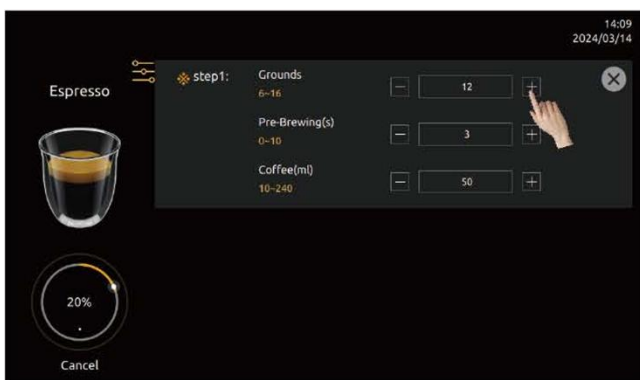 14:09
2024/03/14
Espresso
step1:
Grounds
6~16
12
Pre-Brewing(s)
0~10
3
Coffee(ml)
10~240
50
20%
Cancel